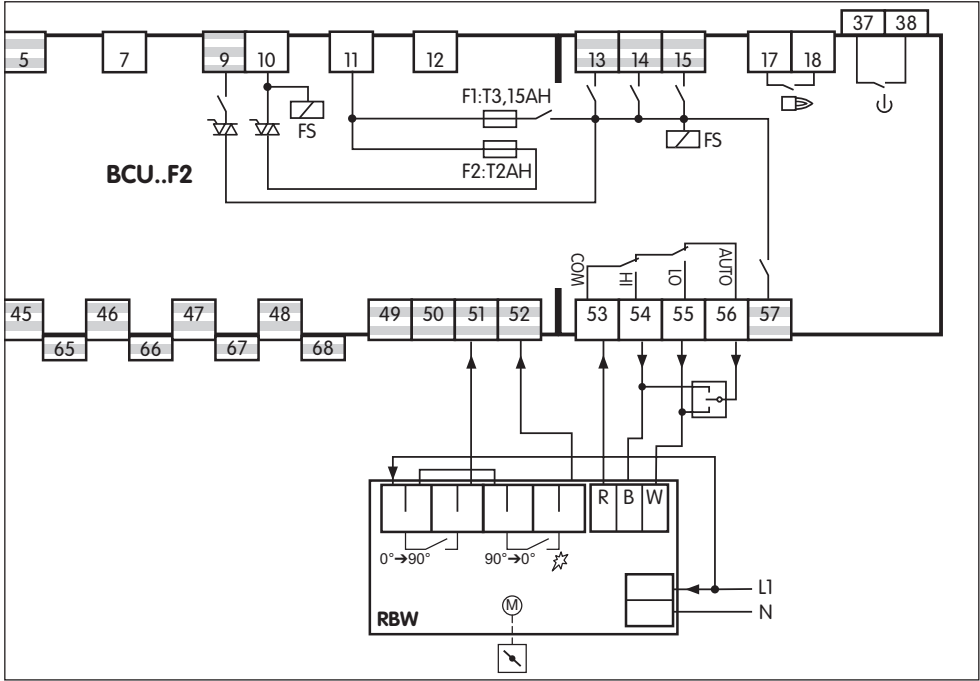 37 38
5 7 9 10 11 12 13 14 15 17 18
F1:T3,15AH
FS
FS
F2:T2AH
BCU..F2
COM HI LO AUTO
45 46 47 48 49 50 51 52 53 54 55 56 57
65 66 67 68
R B W
0°➔90° 90°➔0°
L1
M
RBW
N